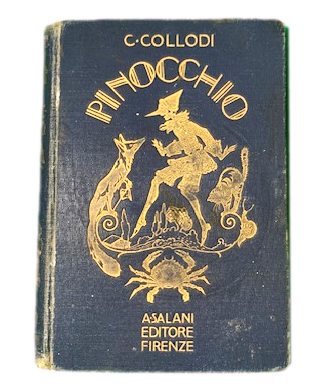 C·COLLODI
PINOCCHIO
A·SALANI
EDITORE
FIRENZE